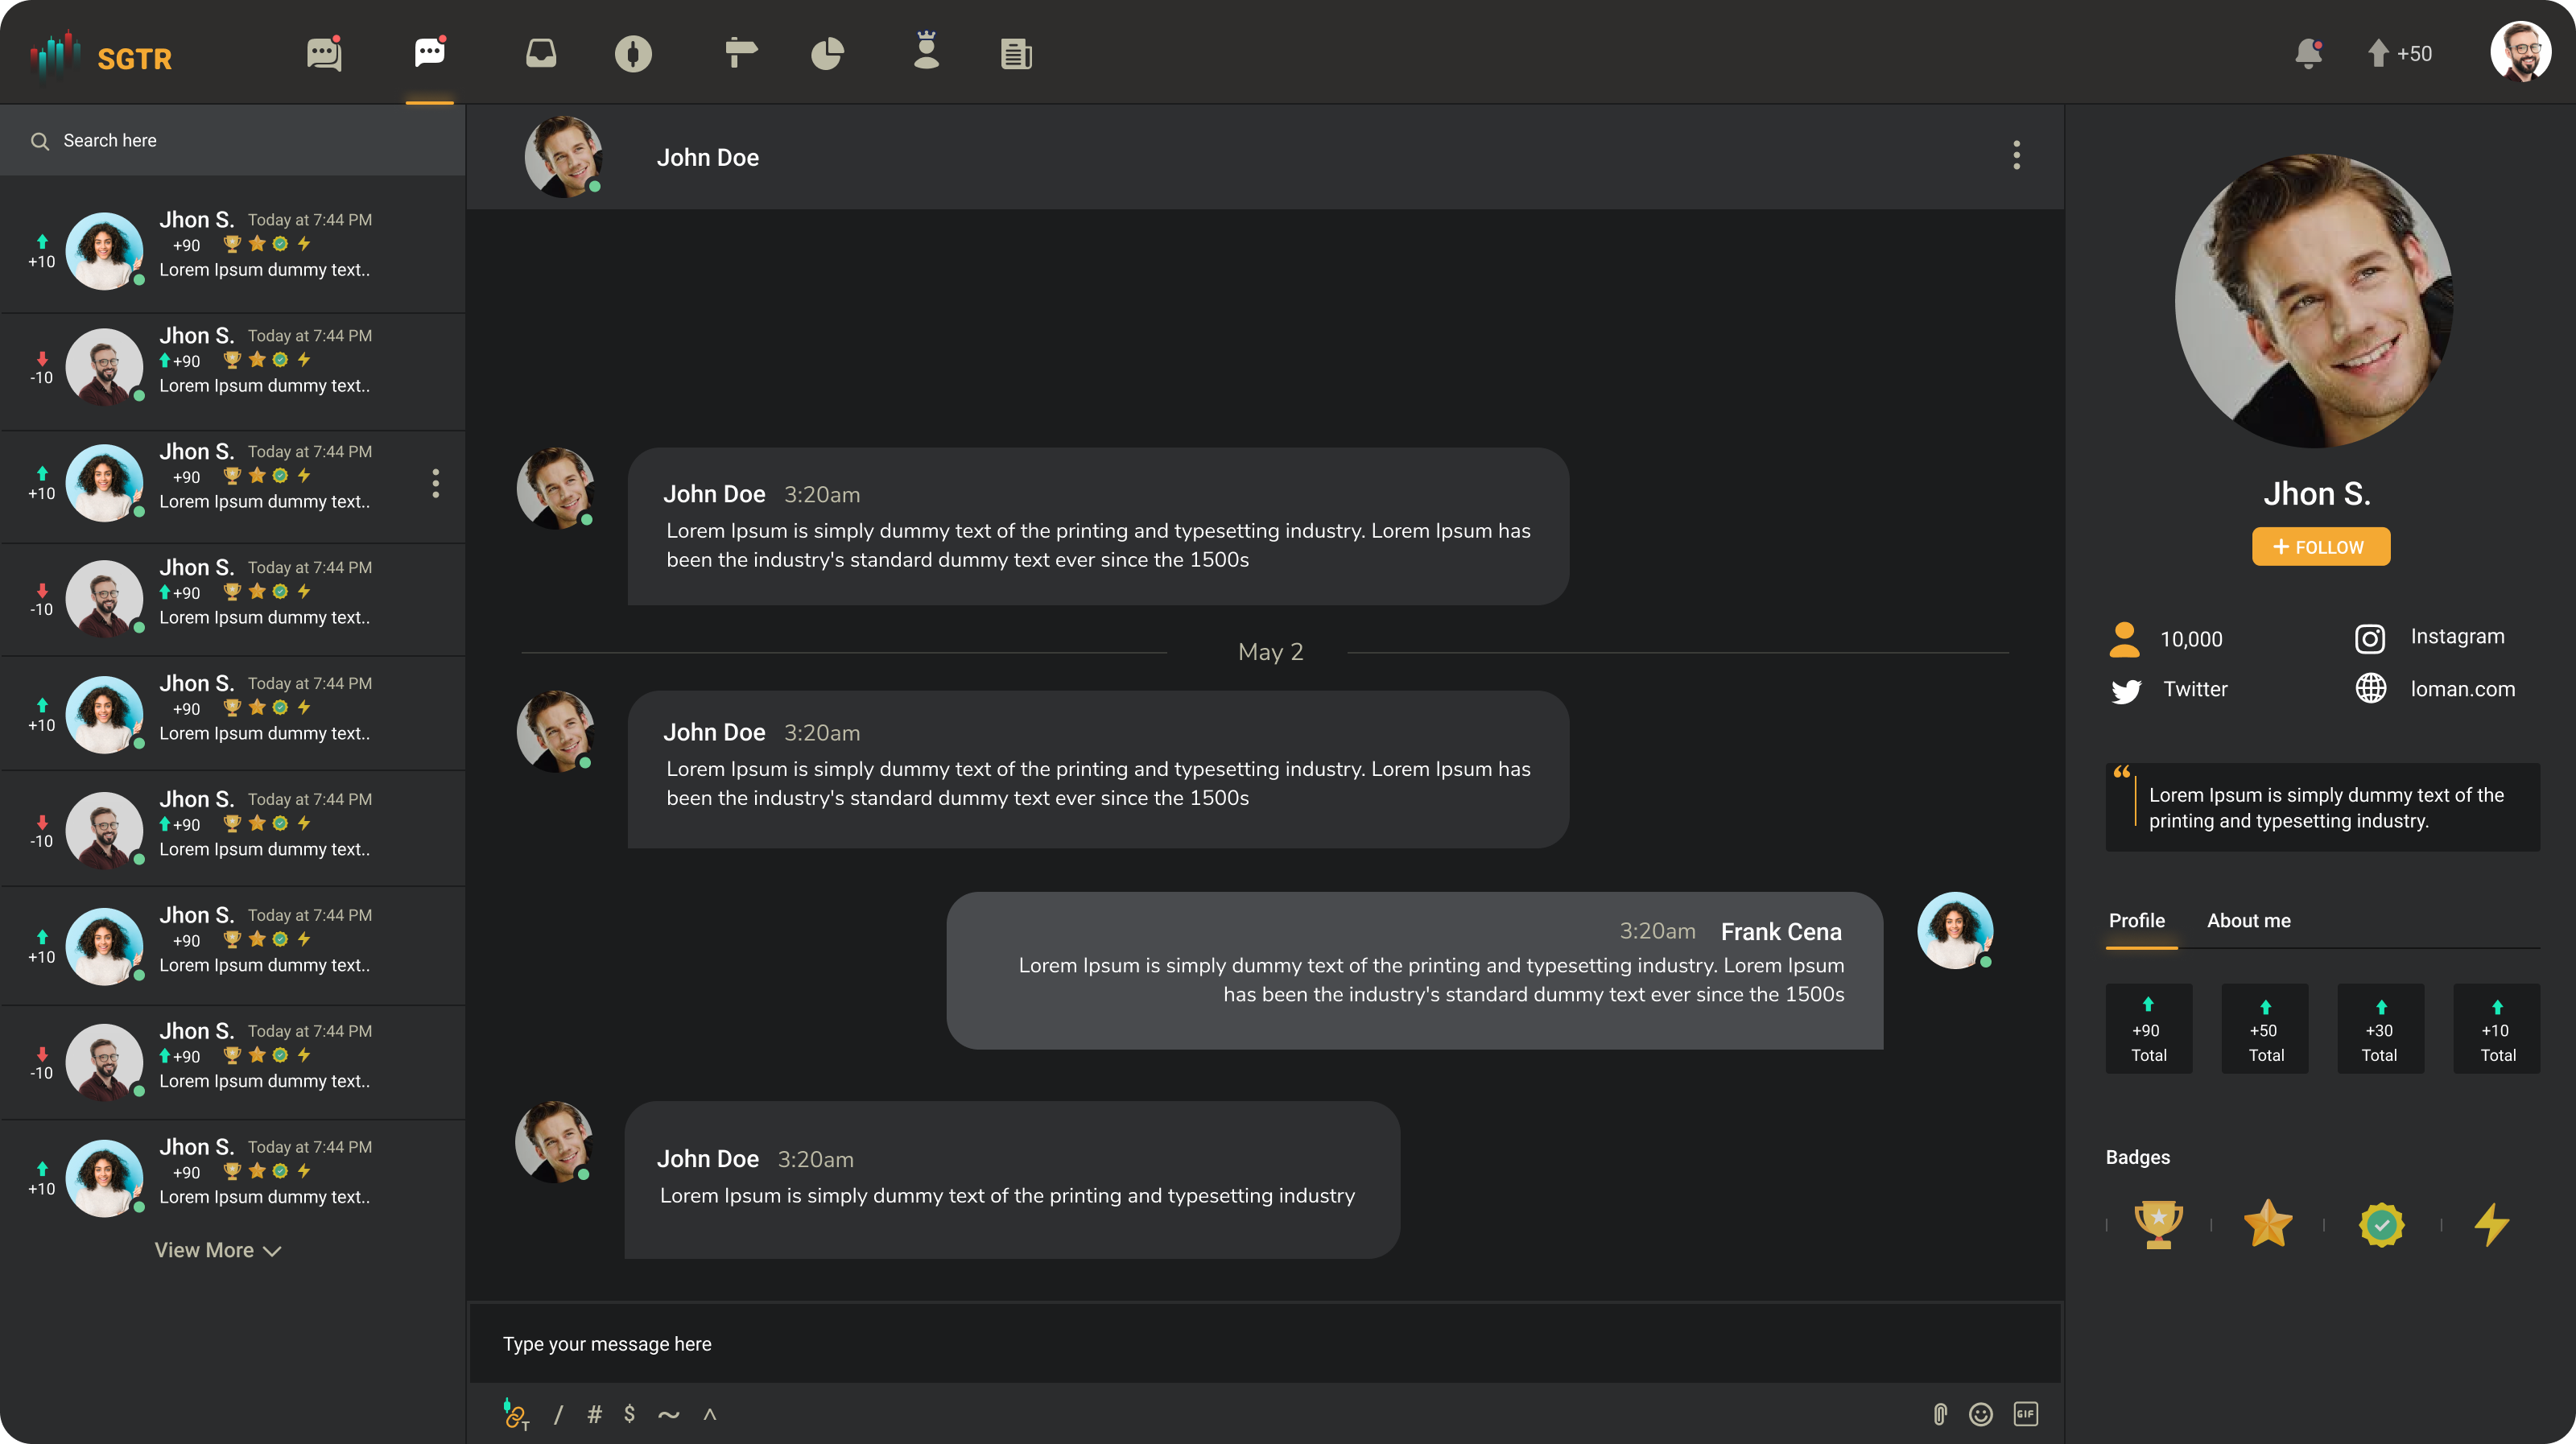 SGTR
+50
Search here
Jhon S. Today at 7:44 PM
+10 +90
Lorem Ipsum dummy text..
Jhon S. Today at 7:44 PM
-10 +90
Lorem Ipsum dummy text..
Jhon S. Today at 7:44 PM
+10 +90
Lorem Ipsum dummy text..
Jhon S. Today at 7:44 PM
-10 +90
Lorem Ipsum dummy text..
Jhon S. Today at 7:44 PM
+10 +90
Lorem Ipsum dummy text..
Jhon S. Today at 7:44 PM
-10 +90
Lorem Ipsum dummy text..
Jhon S. Today at 7:44 PM
+10 +90
Lorem Ipsum dummy text..
Jhon S. Today at 7:44 PM
-10 +90
Lorem Ipsum dummy text..
Jhon S. Today at 7:44 PM
+10 +90
Lorem Ipsum dummy text..
View More
John Doe
John Doe 3:20am
Lorem Ipsum is simply dummy text of the printing and typesetting industry. Lorem Ipsum has
been the industry's standard dummy text ever since the 1500s
May 2
John Doe 3:20am
Lorem Ipsum is simply dummy text of the printing and typesetting industry. Lorem Ipsum has
been the industry's standard dummy text ever since the 1500s
3:20am Frank Cena
Lorem Ipsum is simply dummy text of the printing and typesetting industry. Lorem Ipsum
has been the industry's standard dummy text ever since the 1500s
John Doe 3:20am
Lorem Ipsum is simply dummy text of the printing and typesetting industry
Type your message here
T / # $ ~ ^ GIF
Jhon S.
+ FOLLOW
10,000 Instagram
Twitter loman.com
“ Lorem Ipsum is simply dummy text of the
printing and typesetting industry.
Profile About me
+90 +50 +30 +10
Total Total Total Total
Badges